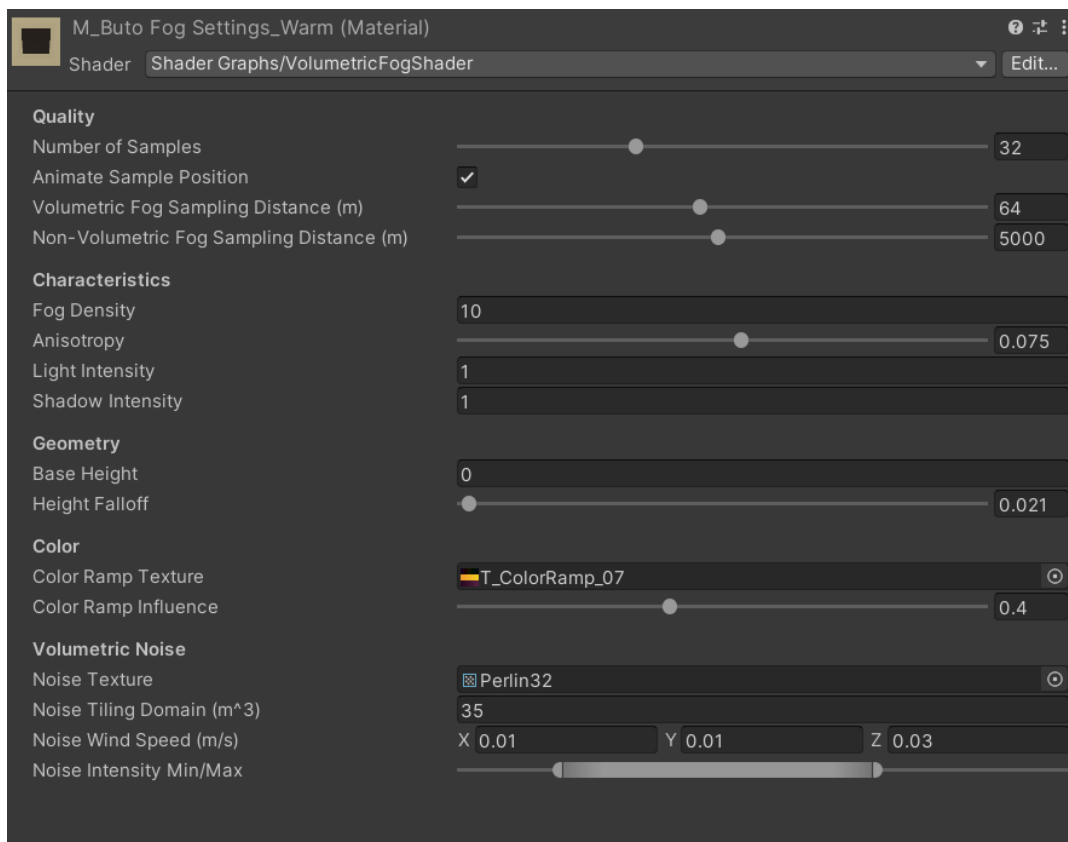 M_Buto Fog Settings_Warm (Material)
Shader Shader Graphs/VolumetricFogShader Edit...
Quality
Number of Samples 32
Animate Sample Position
Volumetric Fog Sampling Distance (m) 64
Non-Volumetric Fog Sampling Distance (m) 5000
Characteristics
Fog Density 10
Anisotropy 0.075
Light Intensity 1
Shadow Intensity 1
Geometry
Base Height 0
Height Falloff 0.021
Color
Color Ramp Texture T_ColorRamp_07
Color Ramp Influence 0.4
Volumetric Noise
Noise Texture Perlin32
Noise Tiling Domain (m^3) 35
Noise Wind Speed (m/s) X 0.01 Y 0.01 Z 0.03
Noise Intensity Min/Max